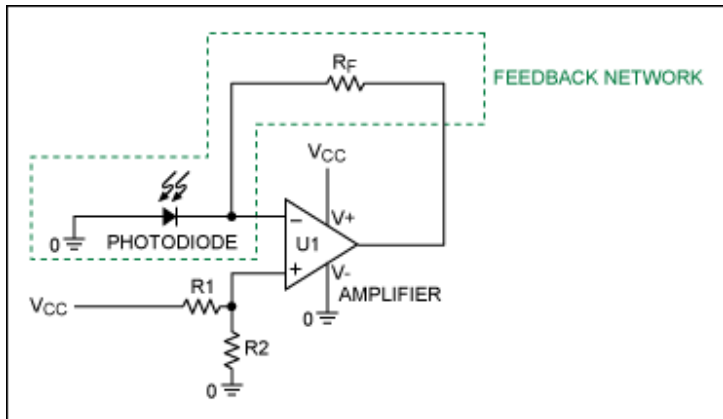 RF
FEEDBACK NETWORK
VCC
V+
0
PHOTODIODE
−
U1
+
V-
AMPLIFIER
R1
VCC
0
R2
0